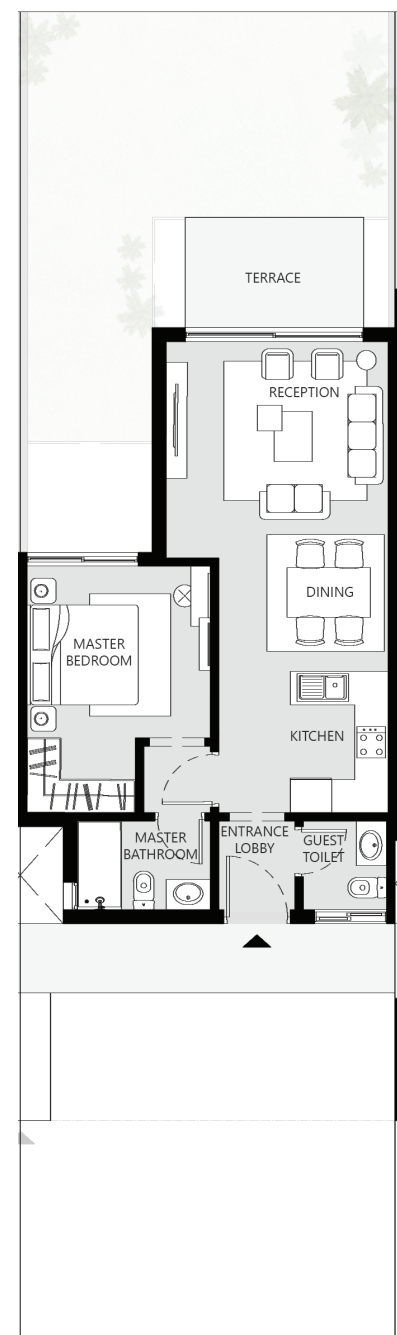 TERRACE
RECEPTION
DINING
MASTER
BEDROOM
KITCHEN
MASTER
BATHROOM
ENTRANCE
LOBBY
GUEST
TOILET